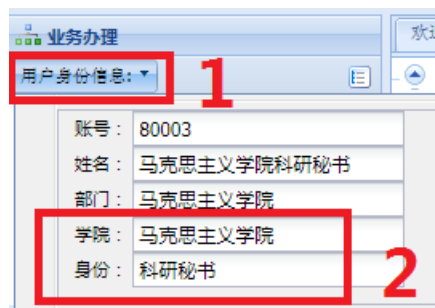 业务办理
欢
用户身份信息:
1
账号: 80003
姓名: 马克思主义学院科研秘书
部门: 马克思主义学院
学院: 马克思主义学院
身份: 科研秘书
2